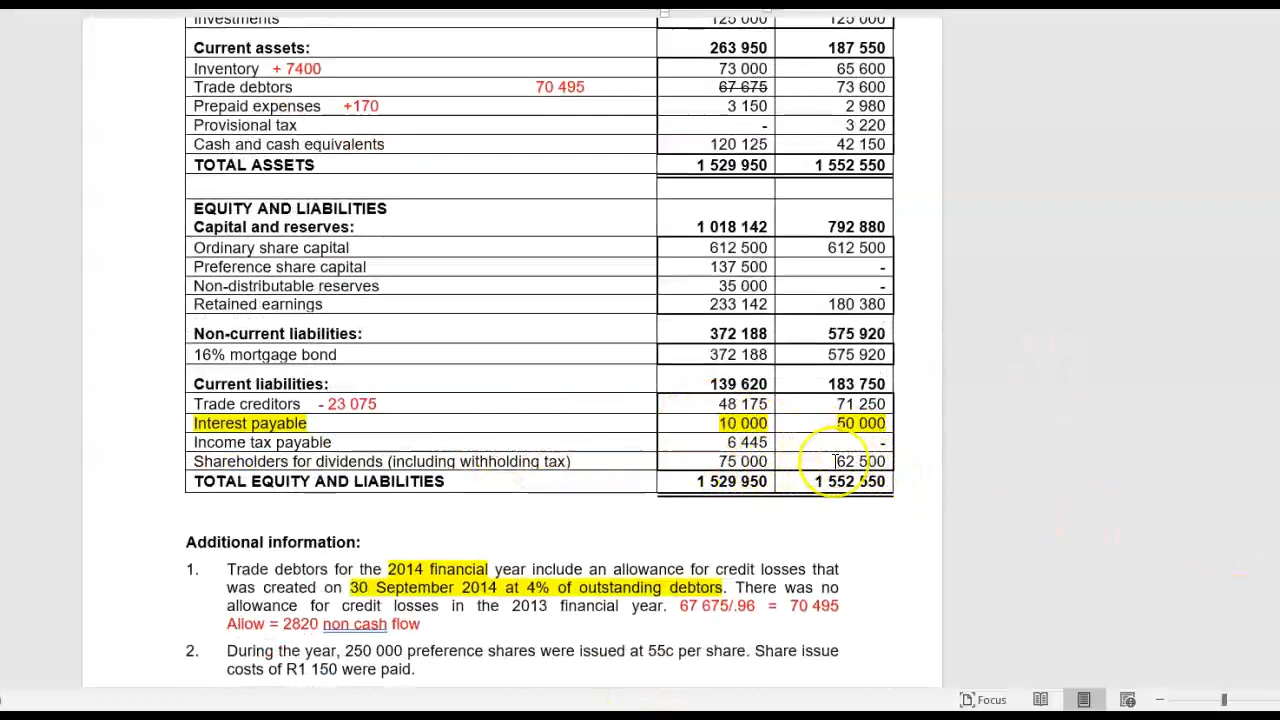 Investments 125 000 125 000
Current assets: 263 950 187 550
Inventory + 7400 73 000 65 600
Trade debtors 70 495 67 675 73 600
Prepaid expenses +170 3 150 2 980
Provisional tax - 3 220
Cash and cash equivalents 120 125 42 150
TOTAL ASSETS 1 529 950 1 552 550
EQUITY AND LIABILITIES
Capital and reserves: 1 018 142 792 880
Ordinary share capital 612 500 612 500
Preference share capital 137 500 -
Non-distributable reserves 35 000 -
Retained earnings 233 142 180 380
Non-current liabilities: 372 188 575 920
16% mortgage bond 372 188 575 920
Current liabilities: 139 620 183 750
Trade creditors - 23 075 48 175 71 250
Interest payable 10 000 50 000
Income tax payable 6 445 -
Shareholders for dividends (including withholding tax) 75 000 62 500
TOTAL EQUITY AND LIABILITIES 1 529 950 1 552 550
Additional information:
1. Trade debtors for the 2014 financial year include an allowance for credit losses that
was created on 30 September 2014 at 4% of outstanding debtors. There was no
allowance for credit losses in the 2013 financial year. 67 675/.96 = 70 495
Allow = 2820 non cash flow
2. During the year, 250 000 preference shares were issued at 55c per share. Share issue
costs of R1 150 were paid.
Focus